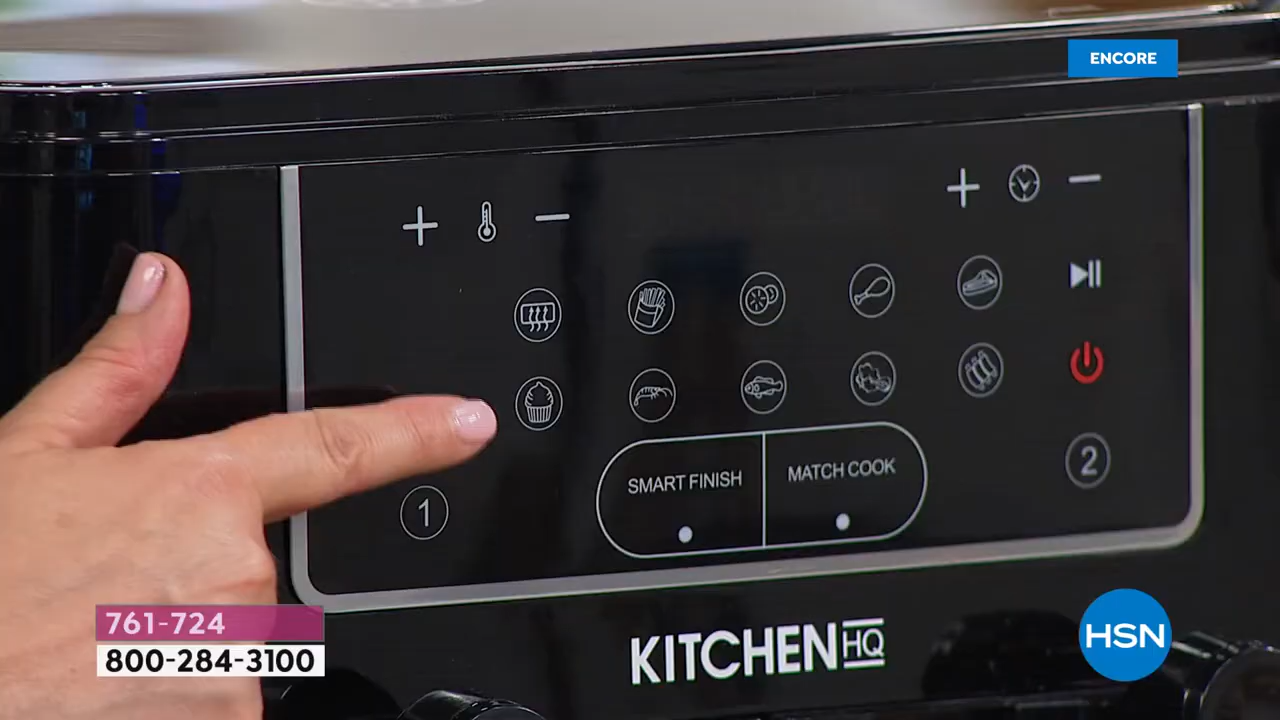 ENCORE
SMART FINISH
MATCH COOK
1
2
761-724
800-284-3100
KITCHEN HQ
HSN